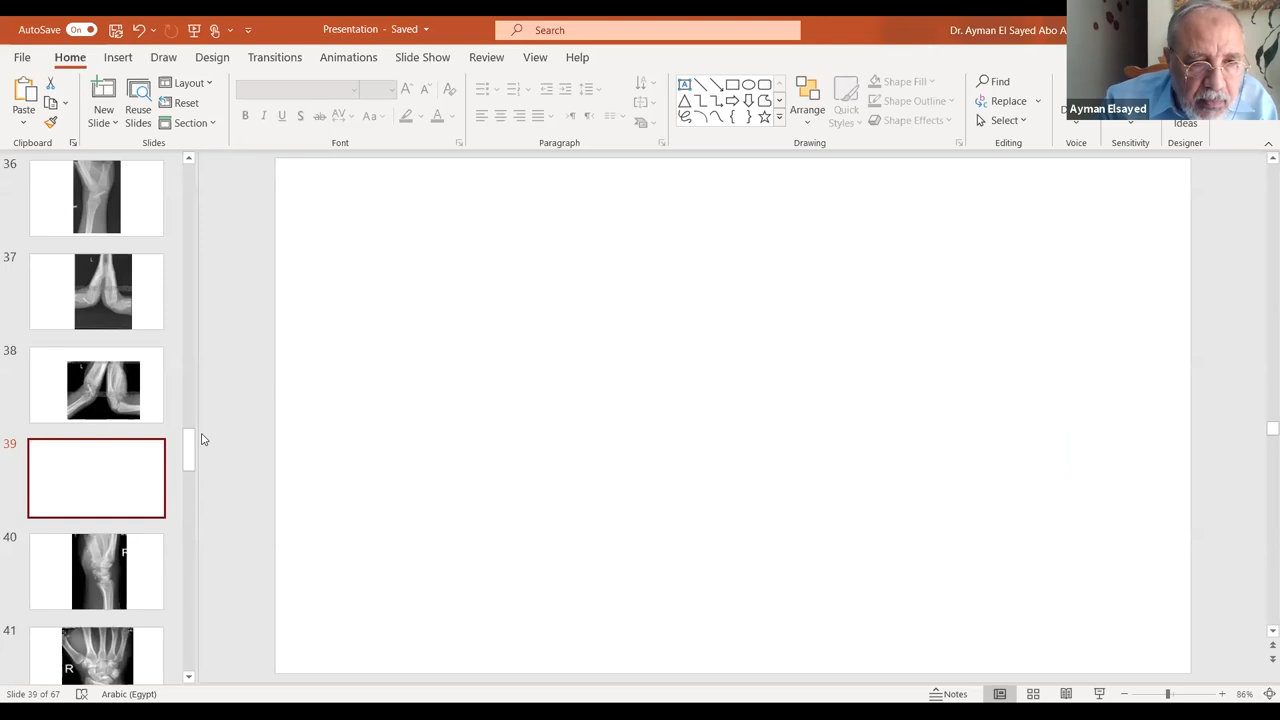 AutoSave On
Presentation - Saved
Search
Dr. Ayman El Sayed Abo A
File Home Insert Draw Design Transitions Animations Slide Show Review View Help
Ayman Elsayed
Paste
New Slide
Reuse Slides
Layout
Reset
Section
Arrange
Quick Styles
Shape Fill
Shape Outline
Shape Effects
Find
Replace
Select
Ideas
Clipboard Slides Font Paragraph Drawing Editing Voice Sensitivity Designer
36
37
L
38
L
39
40
R
41
R
Slide 39 of 67
Arabic (Egypt)
Notes
86%